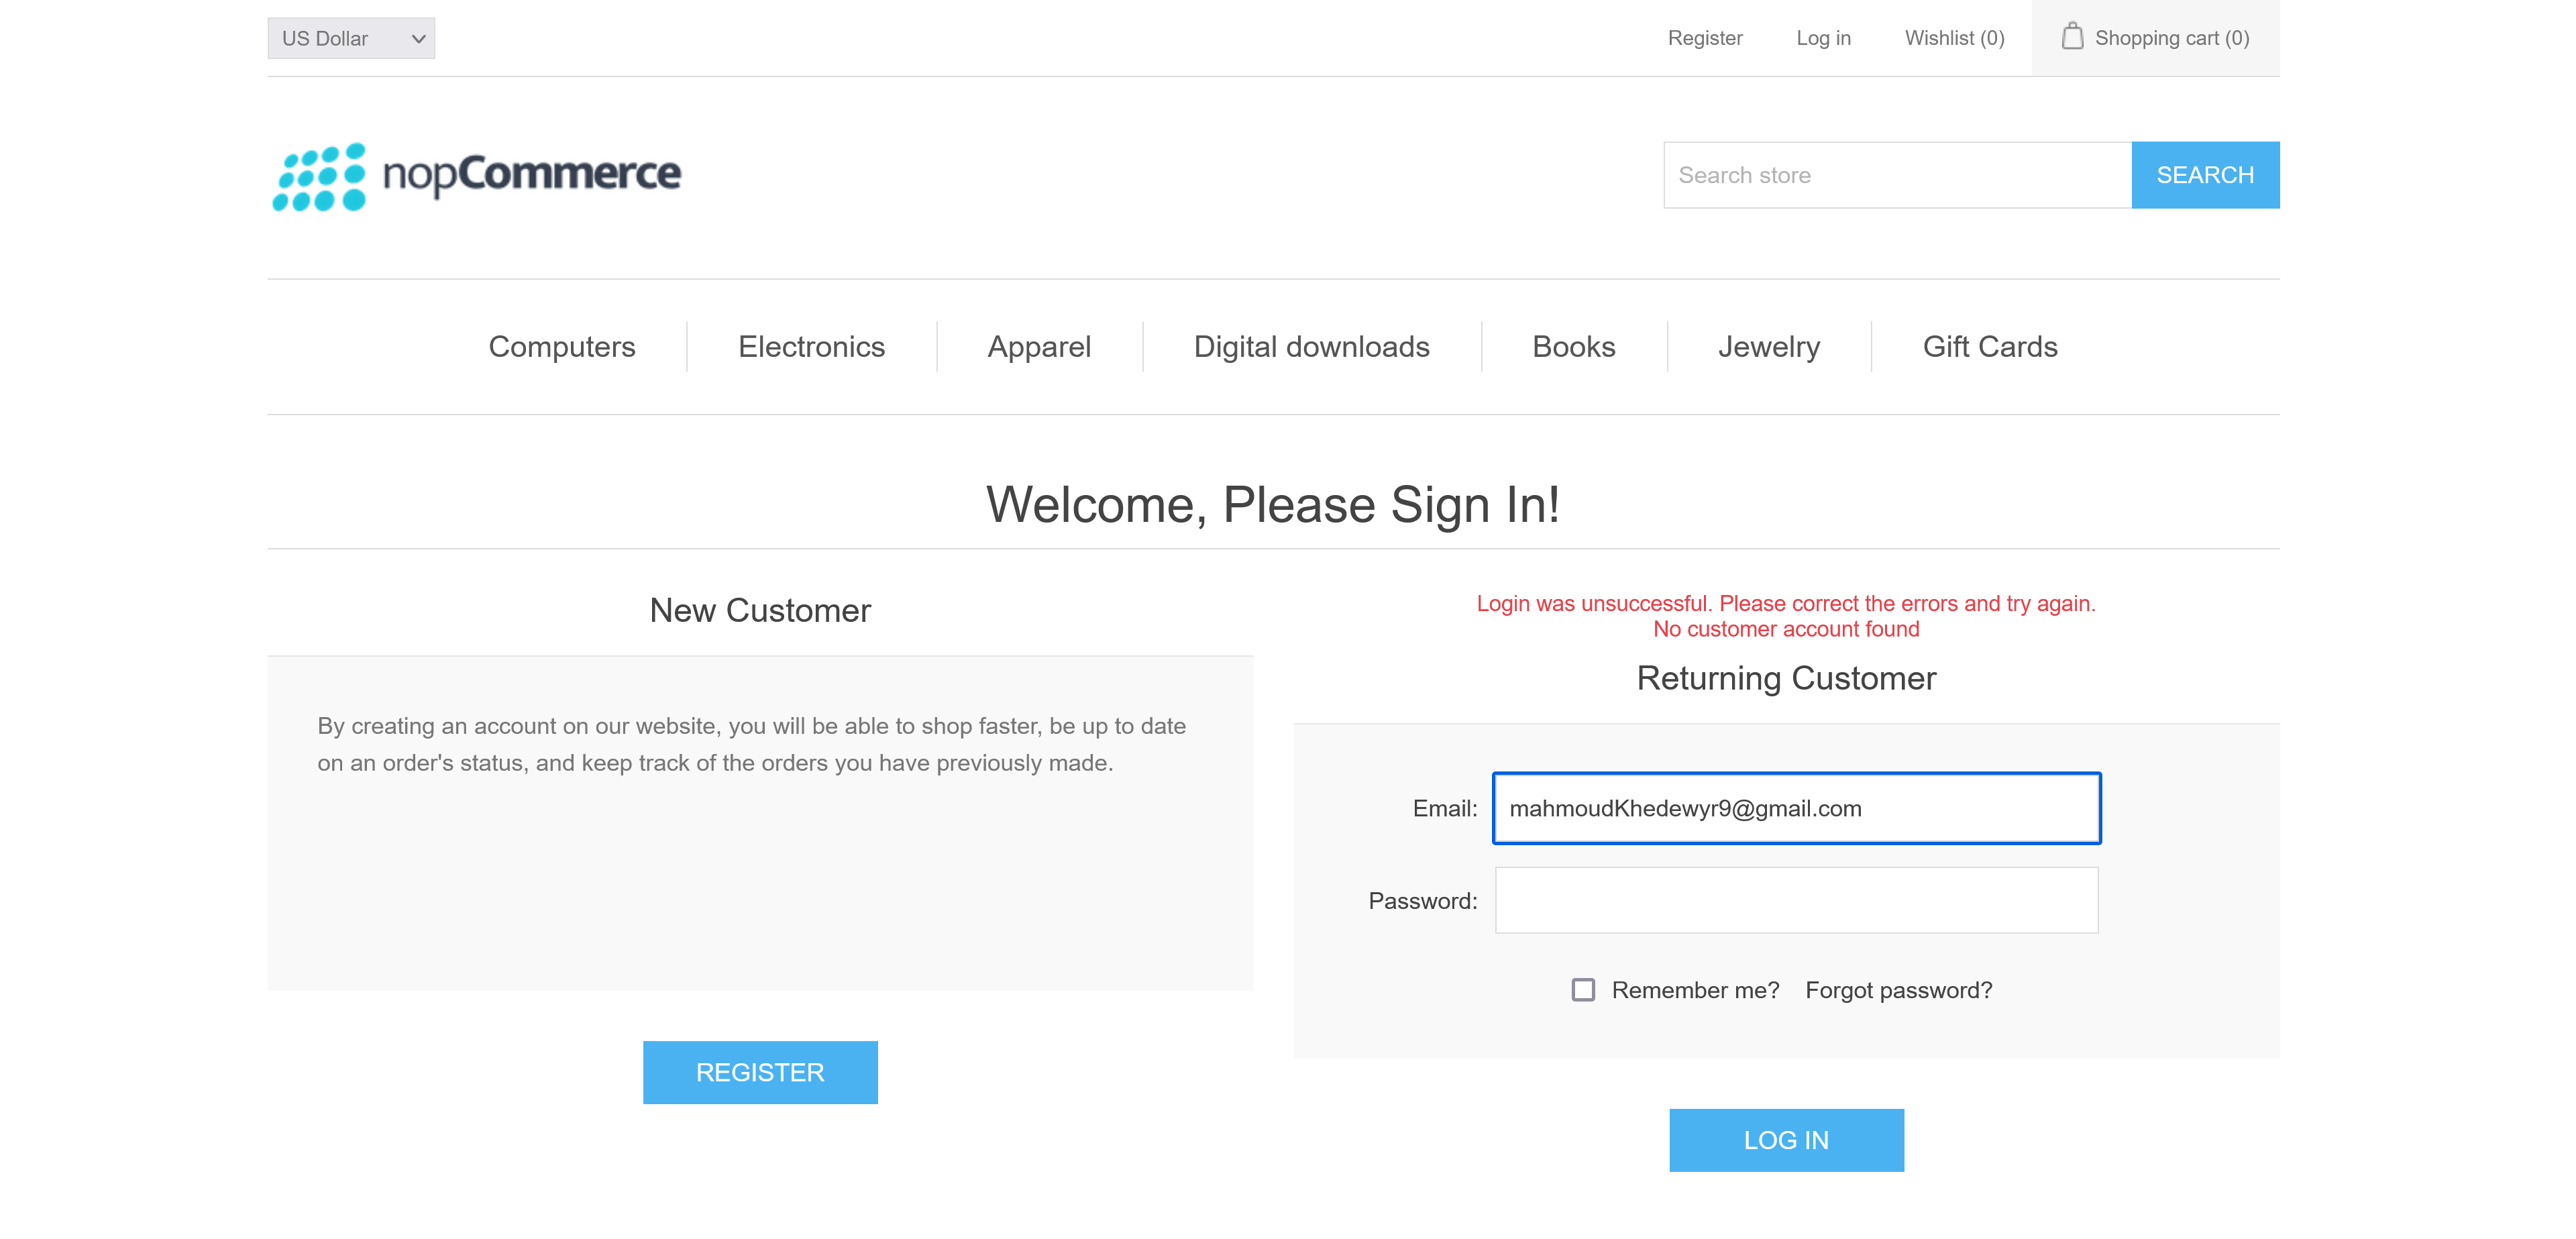 US Dollar
Register
Log in
Wishlist (0)
Shopping cart (0)
nopCommerce
Search store
SEARCH
Computers
Electronics
Apparel
Digital downloads
Books
Jewelry
Gift Cards
Welcome, Please Sign In!
New Customer
By creating an account on our website, you will be able to shop faster, be up to date
on an order's status, and keep track of the orders you have previously made.
REGISTER
Login was unsuccessful. Please correct the errors and try again.
No customer account found
Returning Customer
Email:
mahmoudKhedewyr9@gmail.com
Password:
Remember me?
Forgot password?
LOG IN